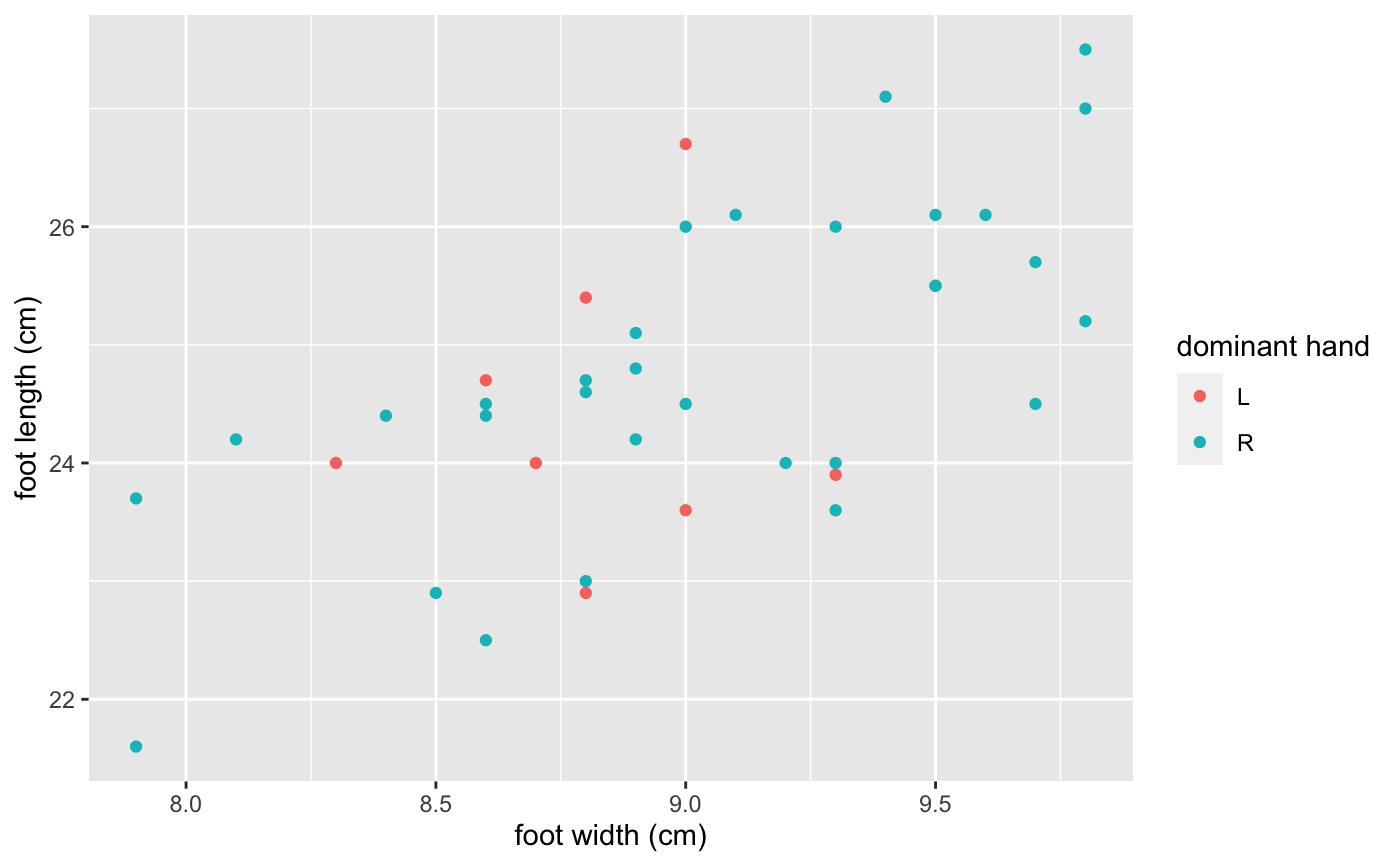 26
24
22
foot length (cm)
8.0
8.5
9.0
9.5
foot width (cm)
dominant hand
L
R